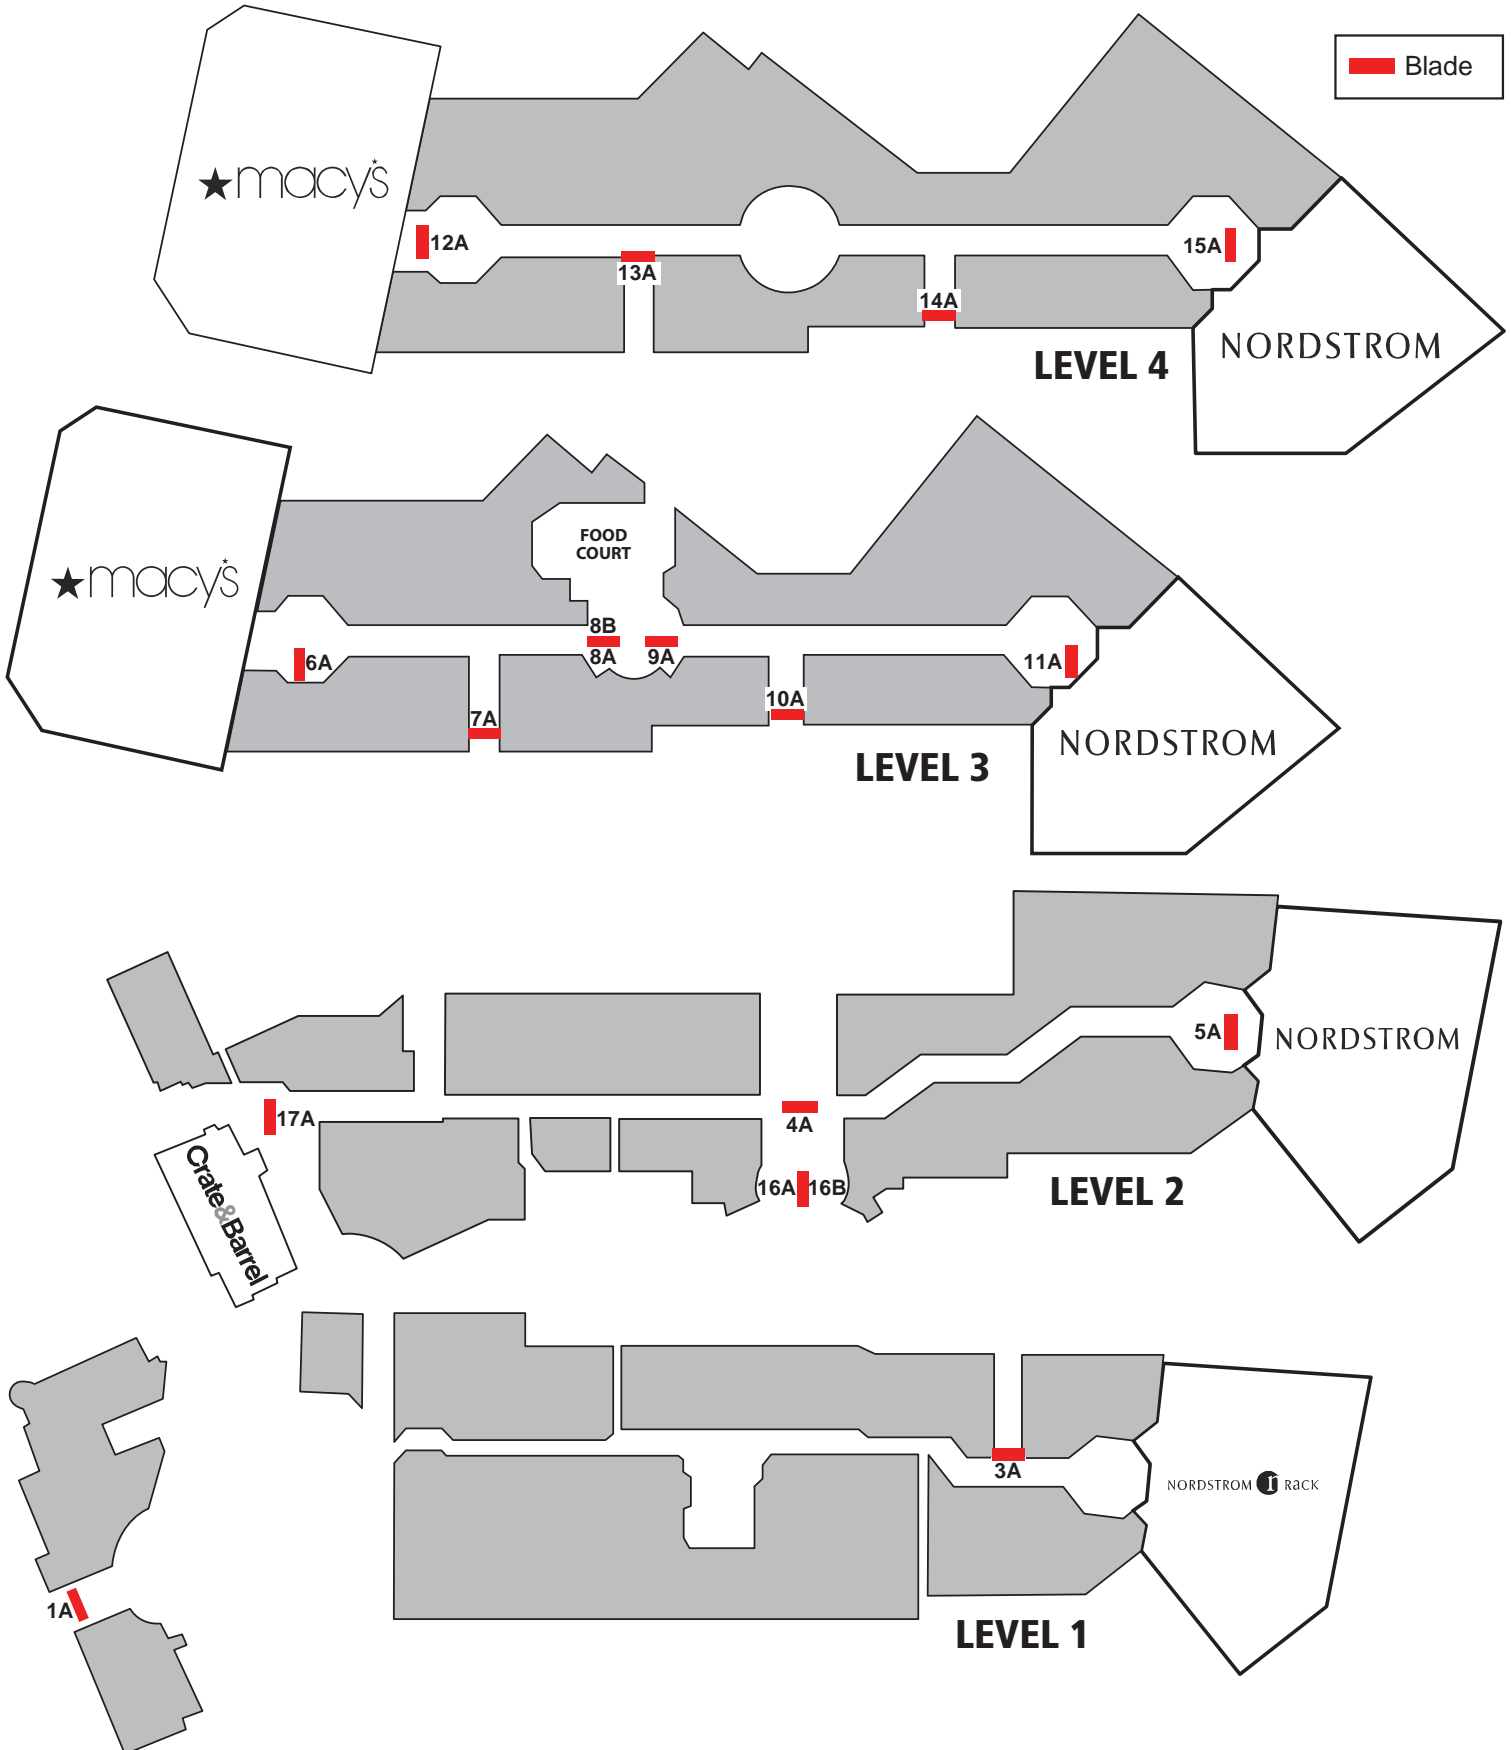 Blade
macy's
12A
13A
14A
15A
NORDSTROM
LEVEL 4
FOOD
COURT
macy's
8B
6A
8A
9A
11A
10A
7A
NORDSTROM
LEVEL 3
5A
NORDSTROM
17A
4A
Crate&Barrel
16A
16B
LEVEL 2
3A
NORDSTROM r RACK
1A
LEVEL 1